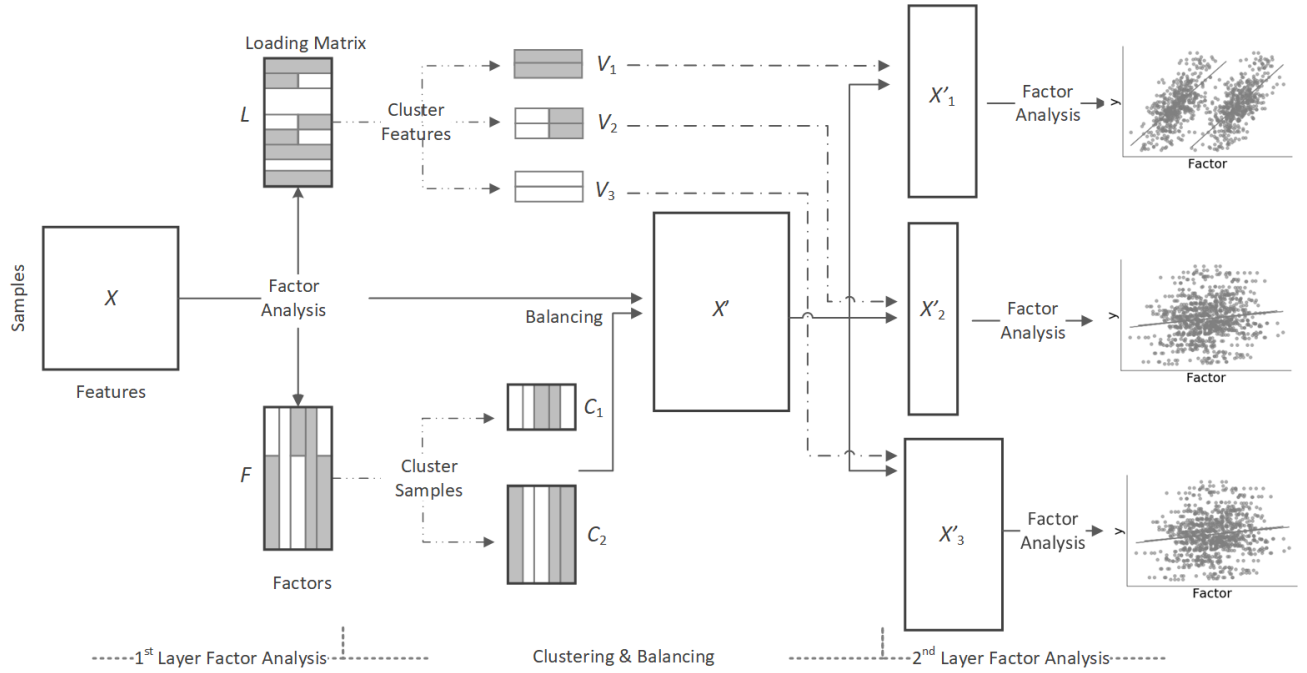 Loading Matrix
L
Cluster
Features
V1
V2
V3
X'1
Factor
Analysis
y
Factor
Samples
X
Features
Factor
Analysis
Balancing
X'
X'2
Factor
Analysis
y
Factor
F
Cluster
Samples
C1
C2
Factors
X'3
Factor
Analysis
y
Factor
1st Layer Factor Analysis
Clustering & Balancing
2nd Layer Factor Analysis